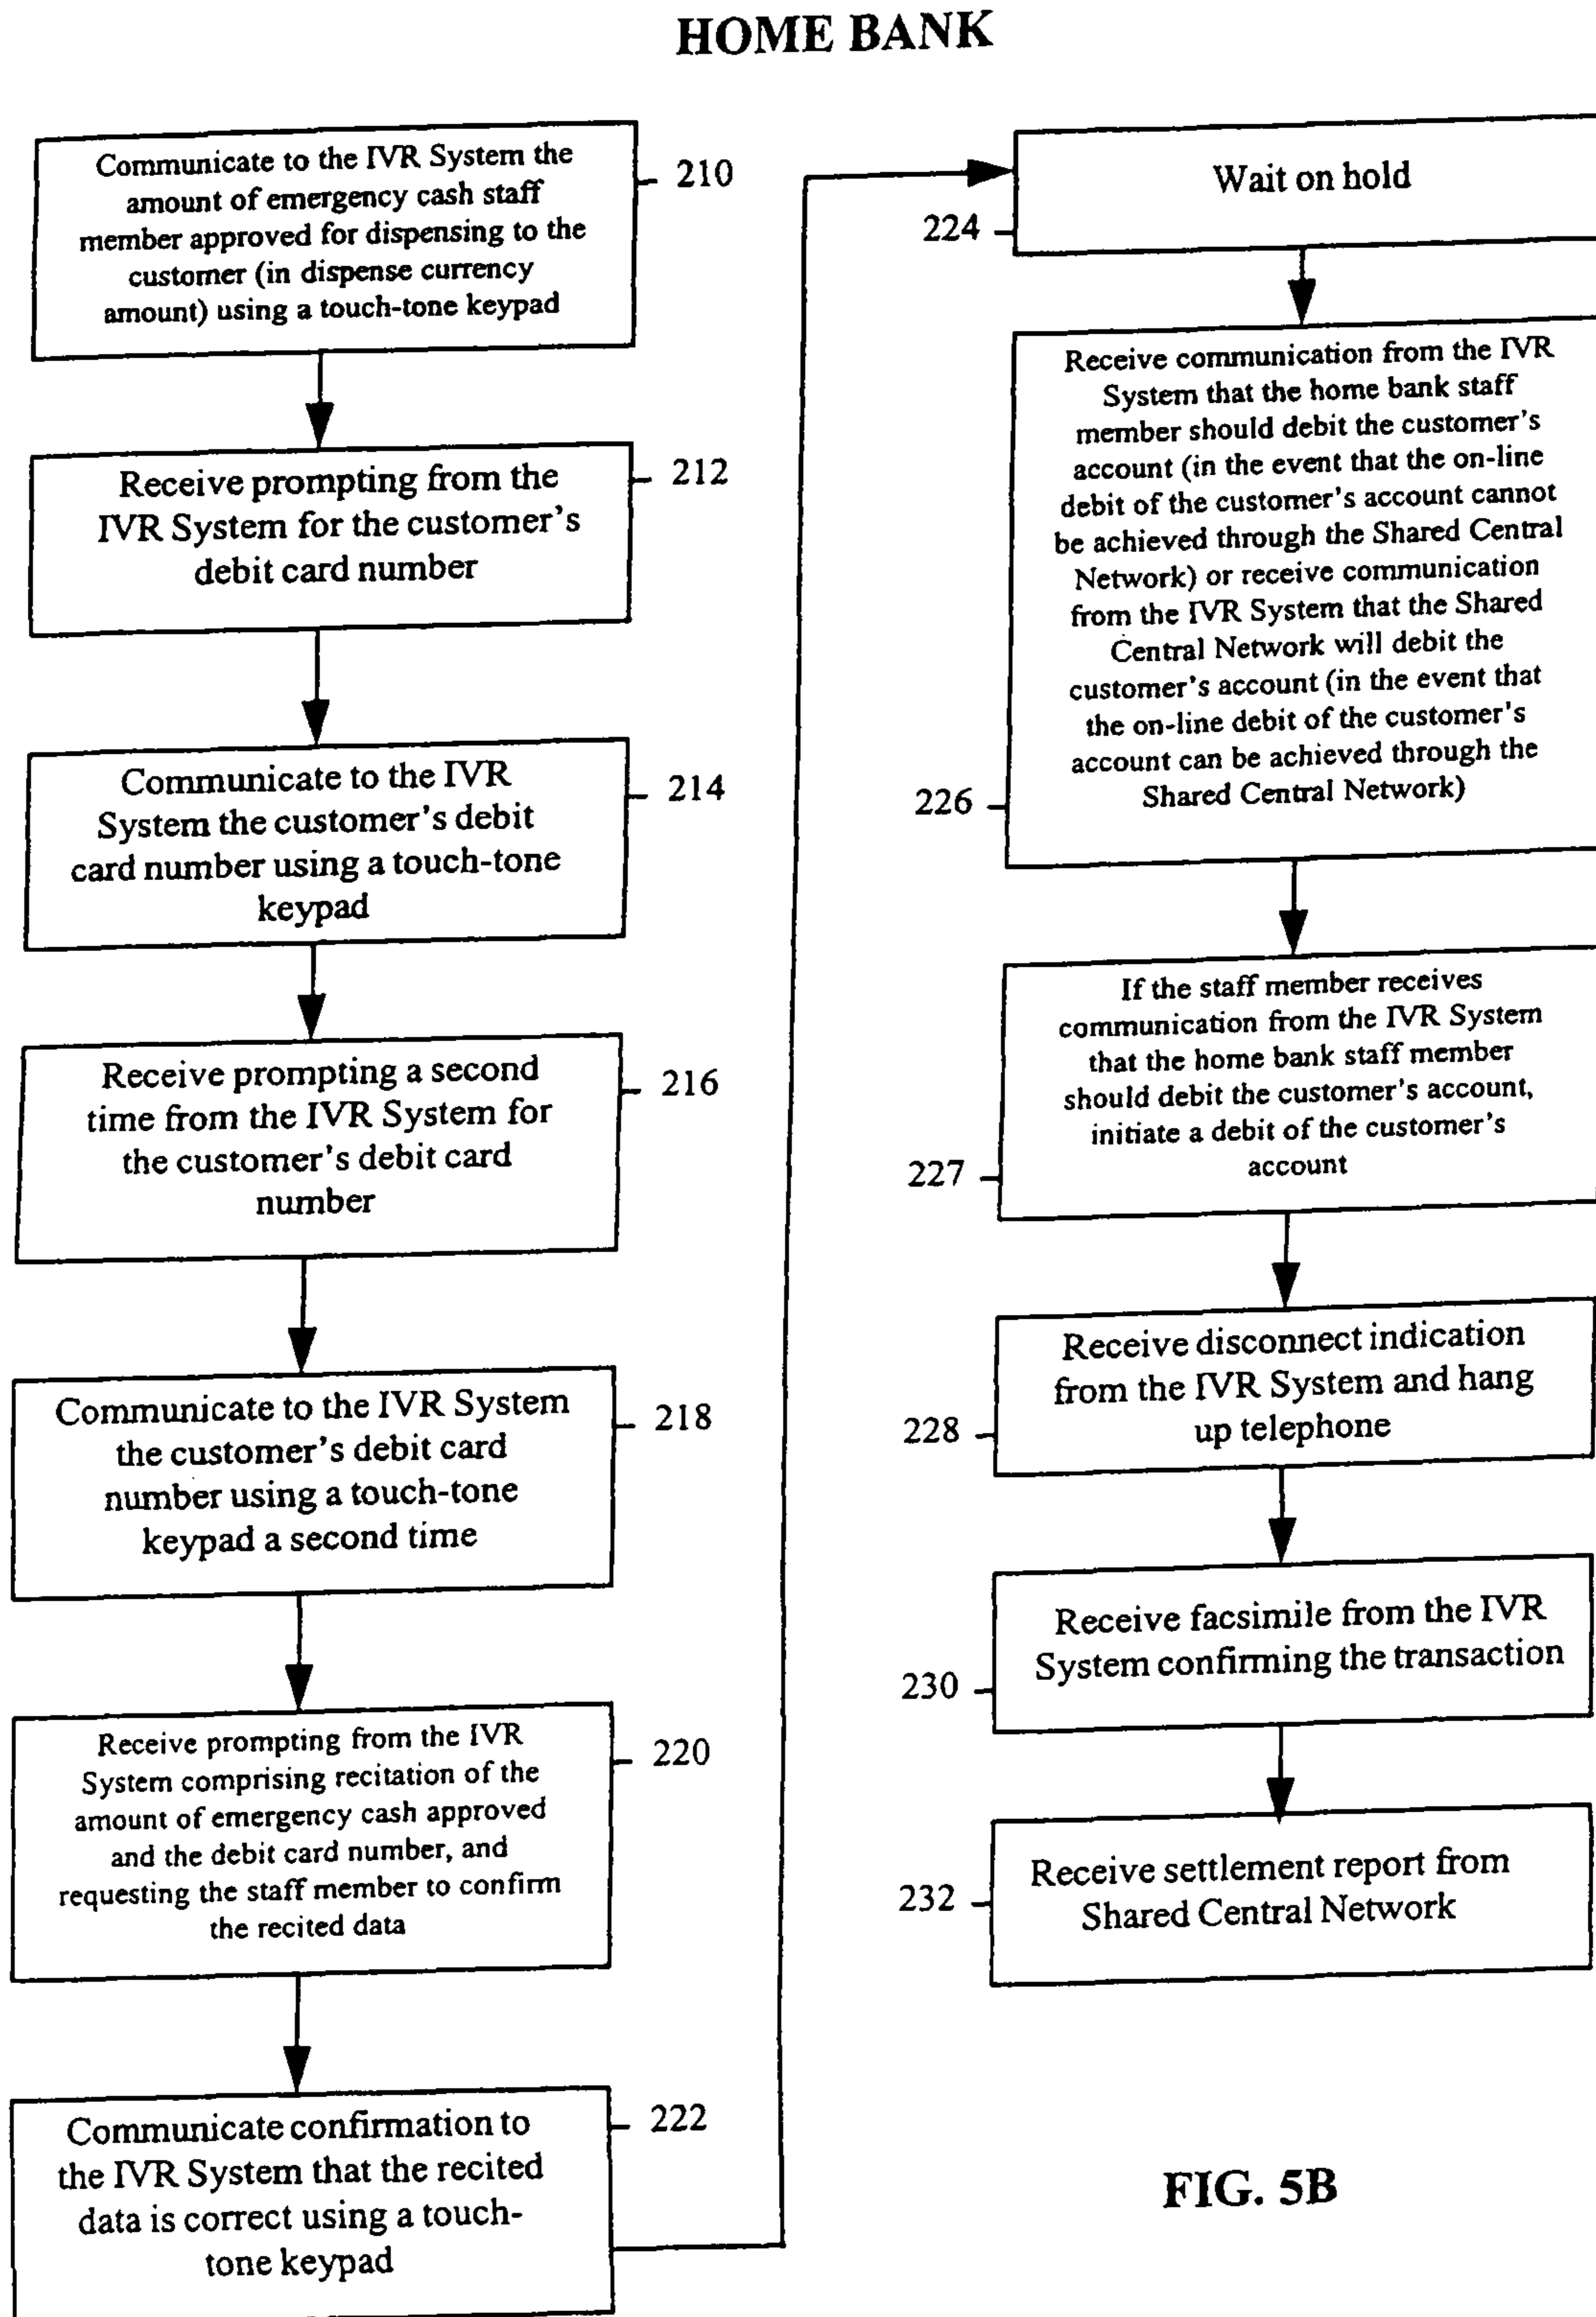 HOME BANK
Communicate to the IVR System the
amount of emergency cash staff
member approved for dispensing to the
customer (in dispense currency
amount) using a touch-tone keypad
210
Receive prompting from the
IVR System for the customer's
debit card number
212
Communicate to the IVR
System the customer's debit
card number using a touch-tone
keypad
214
Receive prompting a second
time from the IVR System for
the customer's debit card
number
216
Communicate to the IVR System
the customer's debit card
number using a touch-tone
keypad a second time
218
Receive prompting from the IVR
System comprising recitation of the
amount of emergency cash approved
and the debit card number, and
requesting the staff member to confirm
the recited data
220
Communicate confirmation to
the IVR System that the recited
data is correct using a touch-
tone keypad
222
Wait on hold
224
Receive communication from the IVR
System that the home bank staff
member should debit the customer's
account (in the event that the on-line
debit of the customer's account cannot
be achieved through the Shared Central
Network) or receive communication
from the IVR System that the Shared
Central Network will debit the
customer's account (in the event that
the on-line debit of the customer's
account can be achieved through the
Shared Central Network)
226
If the staff member receives
communication from the IVR System
that the home bank staff member
should debit the customer's account,
initiate a debit of the customer's
account
227
Receive disconnect indication
from the IVR System and hang
up telephone
228
Receive facsimile from the IVR
System confirming the transaction
230
Receive settlement report from
Shared Central Network
232
FIG. 5B